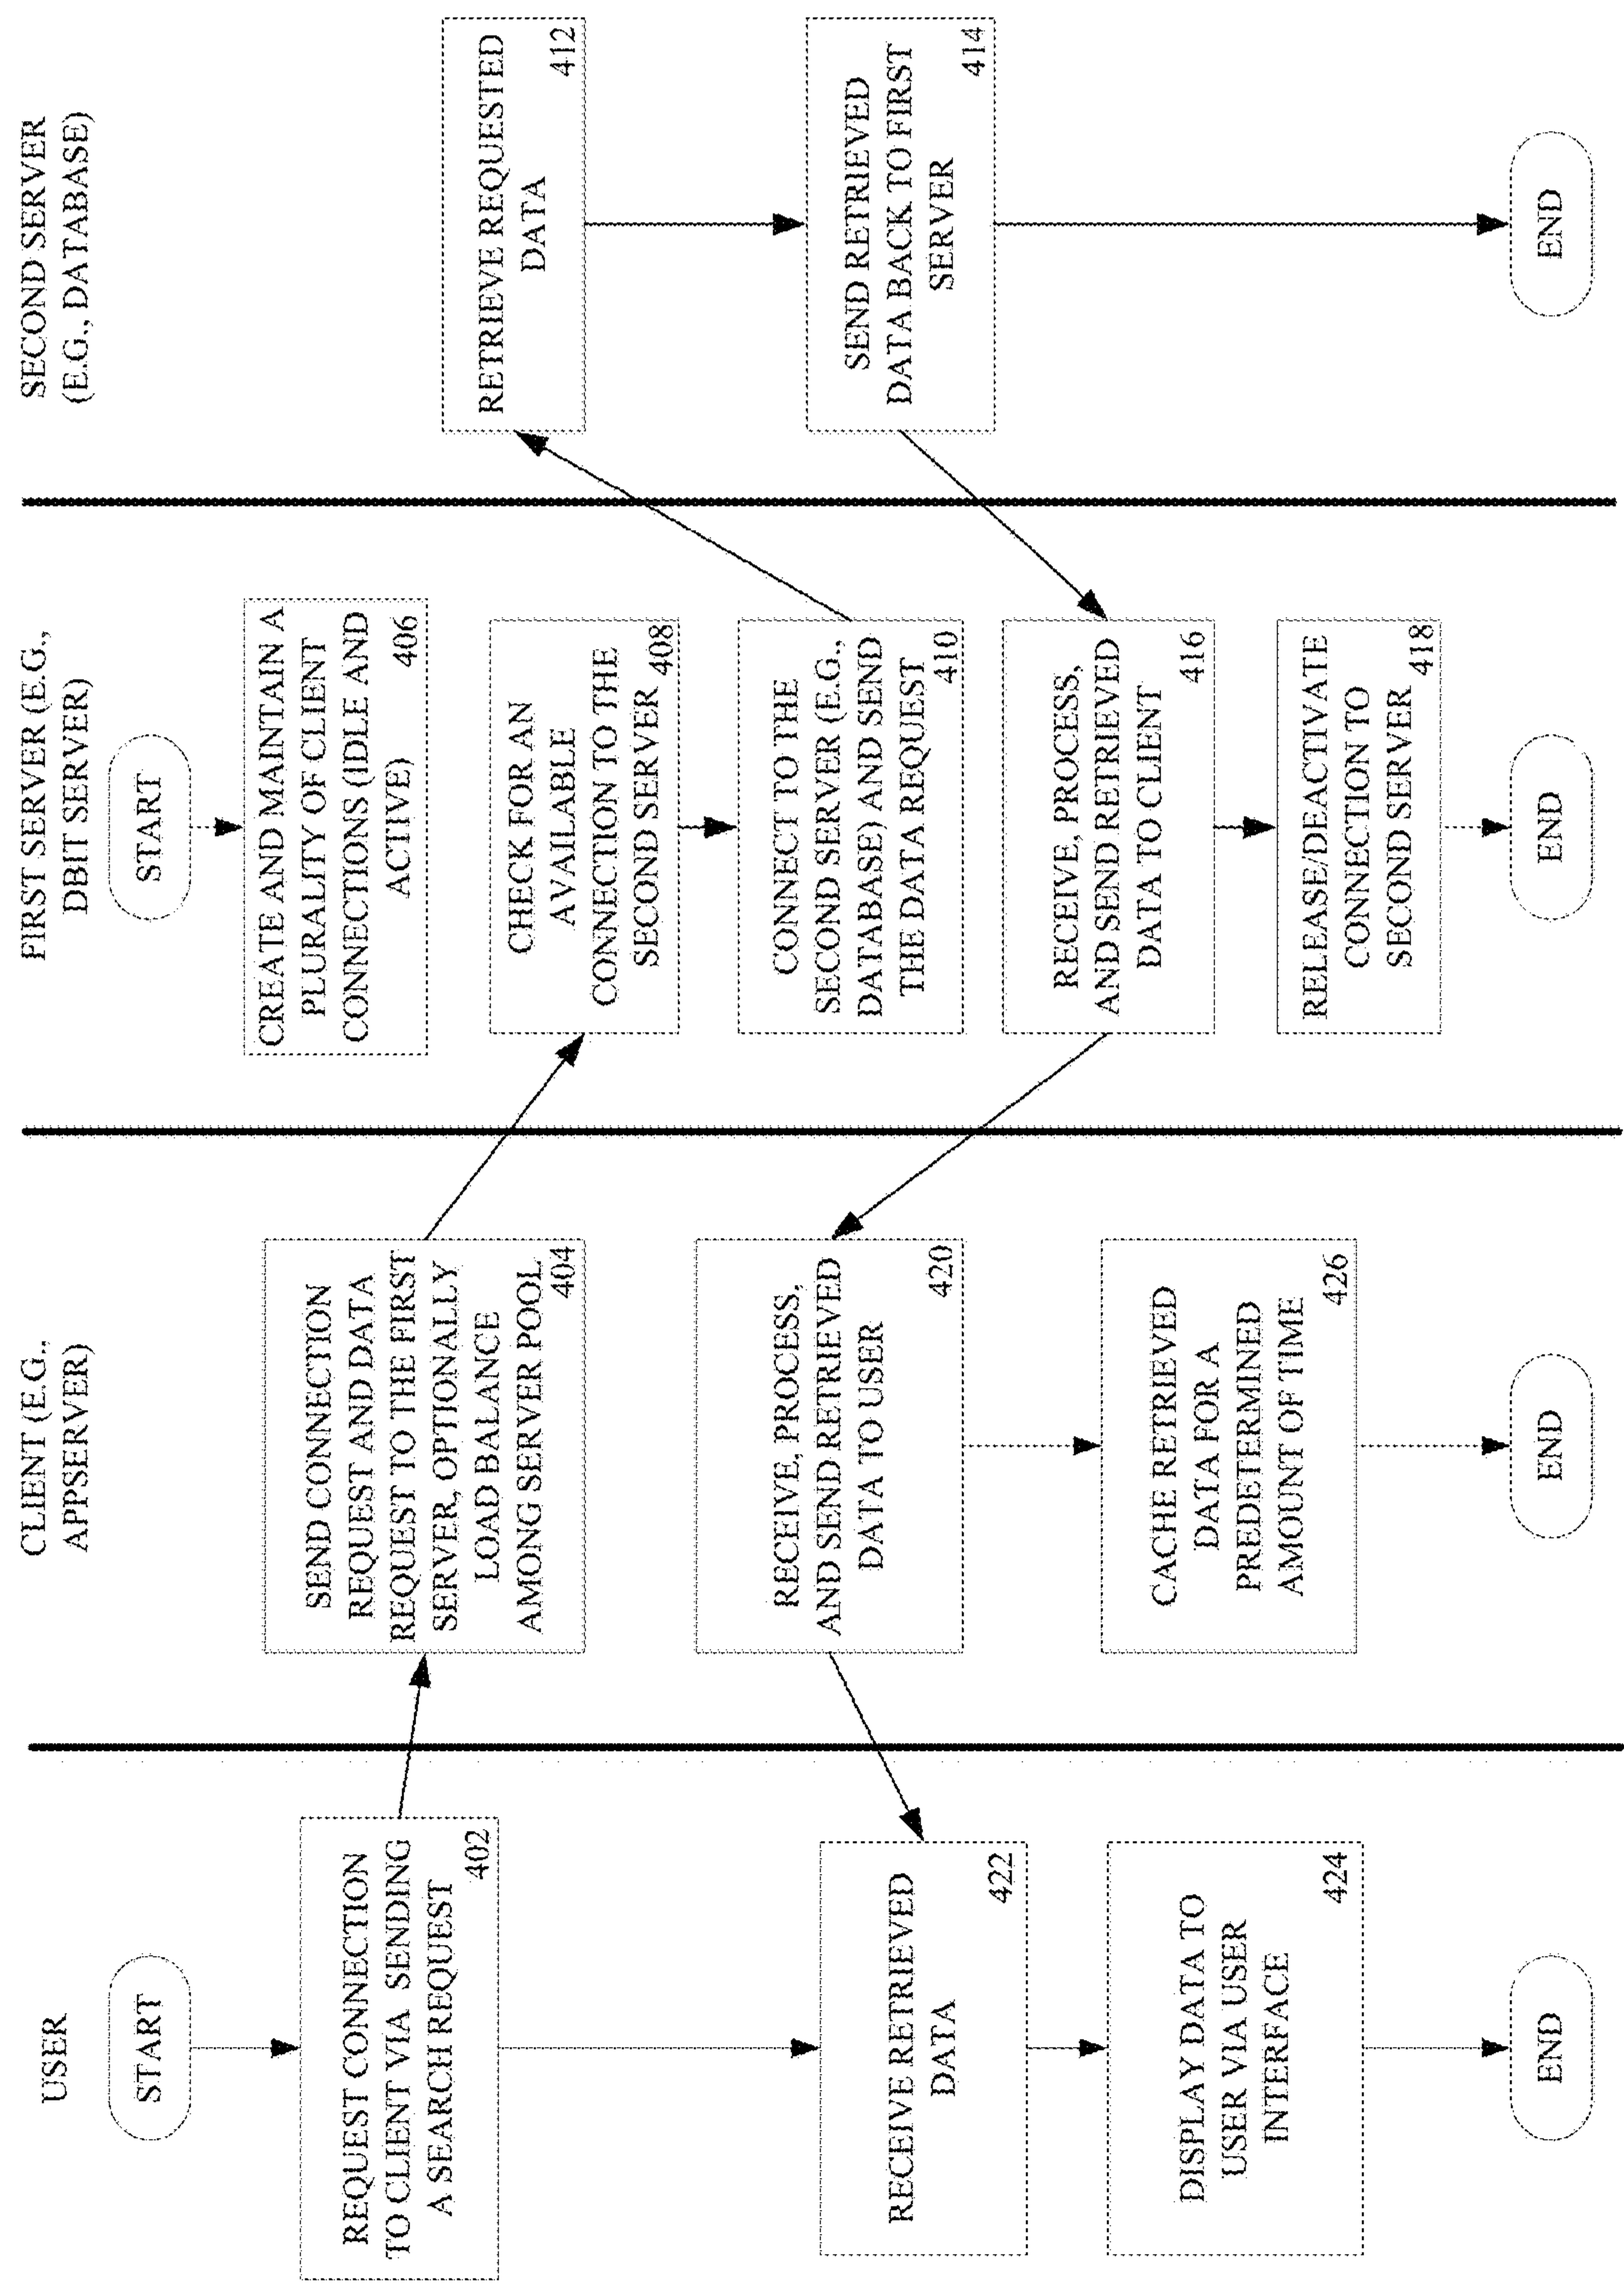 USER
START
REQUEST CONNECTION
TO CLIENT VIA SENDING
A SEARCH REQUEST
402
RECEIVE RETRIEVED
DATA
422
DISPLAY DATA TO
USER VIA USER
INTERFACE
424
END
CLIENT (E.G.,
APPSERVER)
SEND CONNECTION
REQUEST AND DATA
REQUEST TO THE FIRST
SERVER, OPTIONALLY
LOAD BALANCE
AMONG SERVER POOL
404
RECEIVE, PROCESS,
AND SEND RETRIEVED
DATA TO USER
420
CACHE RETRIEVED
DATA FOR A
PREDETERMINED
AMOUNT OF TIME
426
END
FIRST SERVER (E.G.,
DBIT SERVER)
START
CREATE AND MAINTAIN A
PLURALITY OF CLIENT
CONNECTIONS (IDLE AND
ACTIVE)
406
CHECK FOR AN
AVAILABLE
CONNECTION TO THE
SECOND SERVER
408
CONNECT TO THE
SECOND SERVER (E.G.,
DATABASE) AND SEND
THE DATA REQUEST
410
RECEIVE, PROCESS,
AND SEND RETRIEVED
DATA TO CLIENT
416
RELEASE/DEACTIVATE
CONNECTION TO
SECOND SERVER
418
END
SECOND SERVER
(E.G., DATABASE)
RETRIEVE REQUESTED
DATA
412
SEND RETRIEVED
DATA BACK TO FIRST
SERVER
414
END